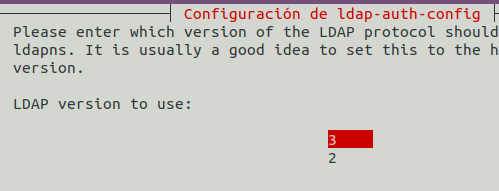 Configuración de ldap-auth-config
Please enter which version of the LDAP protocol should
ldapns. It is usually a good idea to set this to the h
version.
LDAP version to use:
3
2